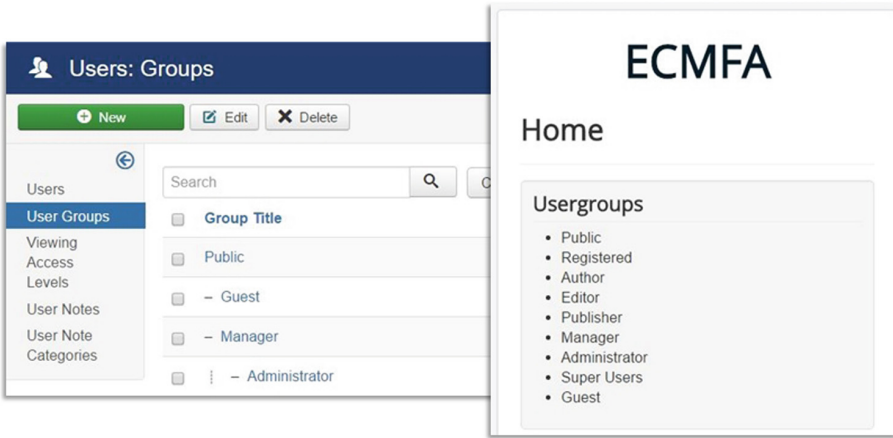 Users: Groups
New
Edit
Delete
Users
User Groups
Viewing
Access
Levels
User Notes
User Note
Categories
Search
Group Title
Public
– Guest
– Manager
– Administrator
ECMFA
Home
Usergroups
• Public
• Registered
• Author
• Editor
• Publisher
• Manager
• Administrator
• Super Users
• Guest